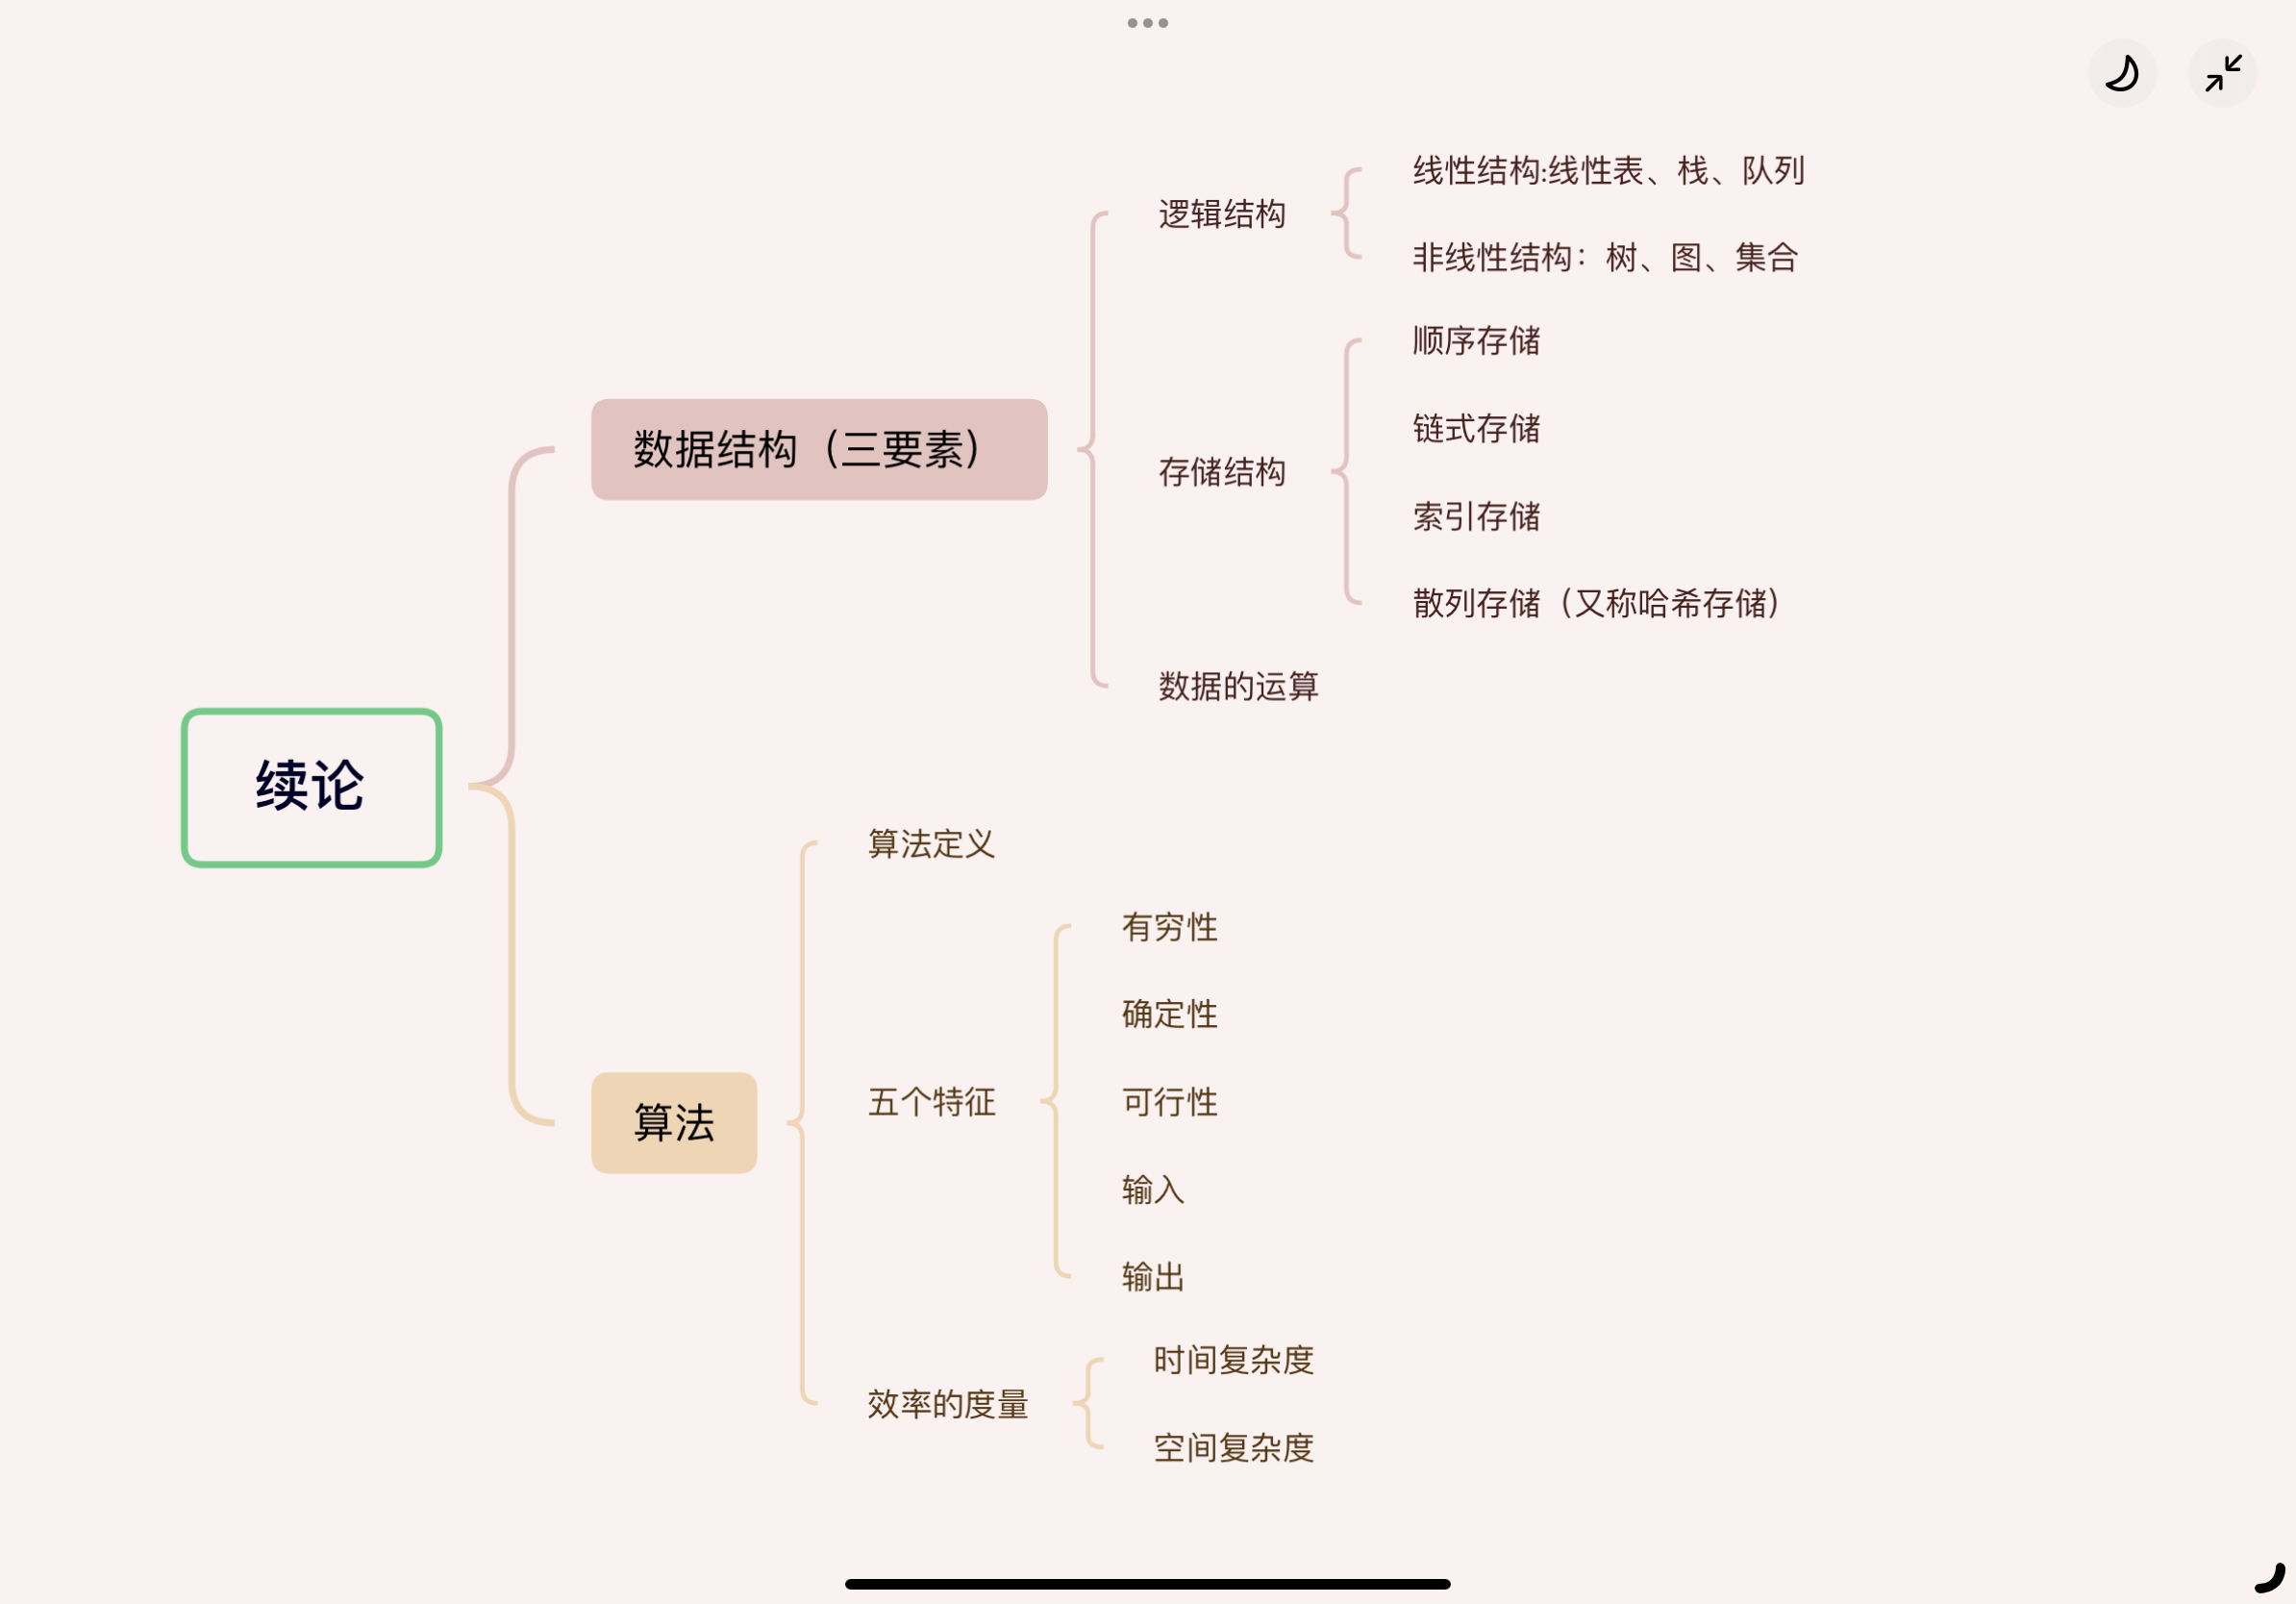 续论
数据结构（三要素）
逻辑结构
线性结构:线性表、栈、队列
非线性结构：树、图、集合
存储结构
顺序存储
链式存储
索引存储
散列存储（又称哈希存储）
数据的运算
算法
算法定义
五个特征
有穷性
确定性
可行性
输入
输出
效率的度量
时间复杂度
空间复杂度